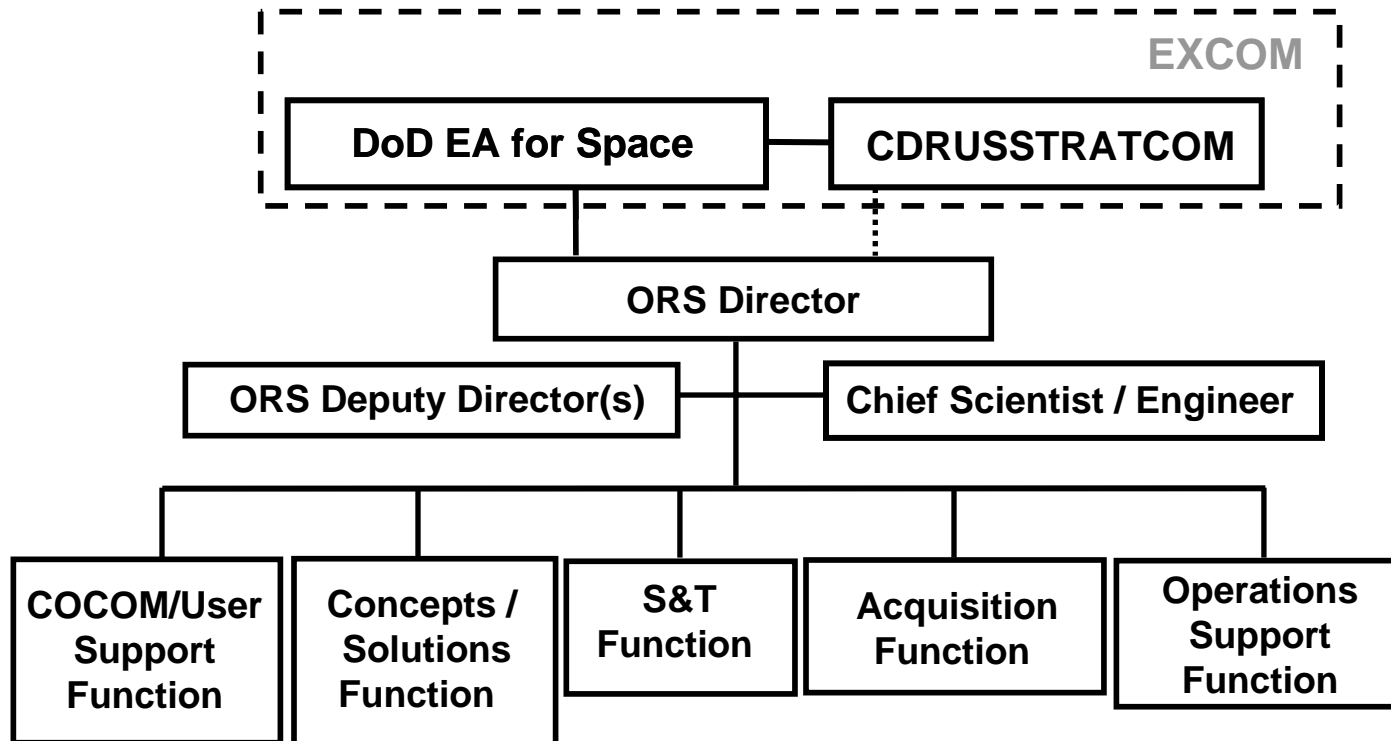 EXCOM
DoD EA for Space
CDRUSSTRATCOM
ORS Director
ORS Deputy Director(s)
Chief Scientist / Engineer
COCOM/User
Support
Function
Concepts /
Solutions
Function
S&T
Function
Acquisition
Function
Operations
Support
Function